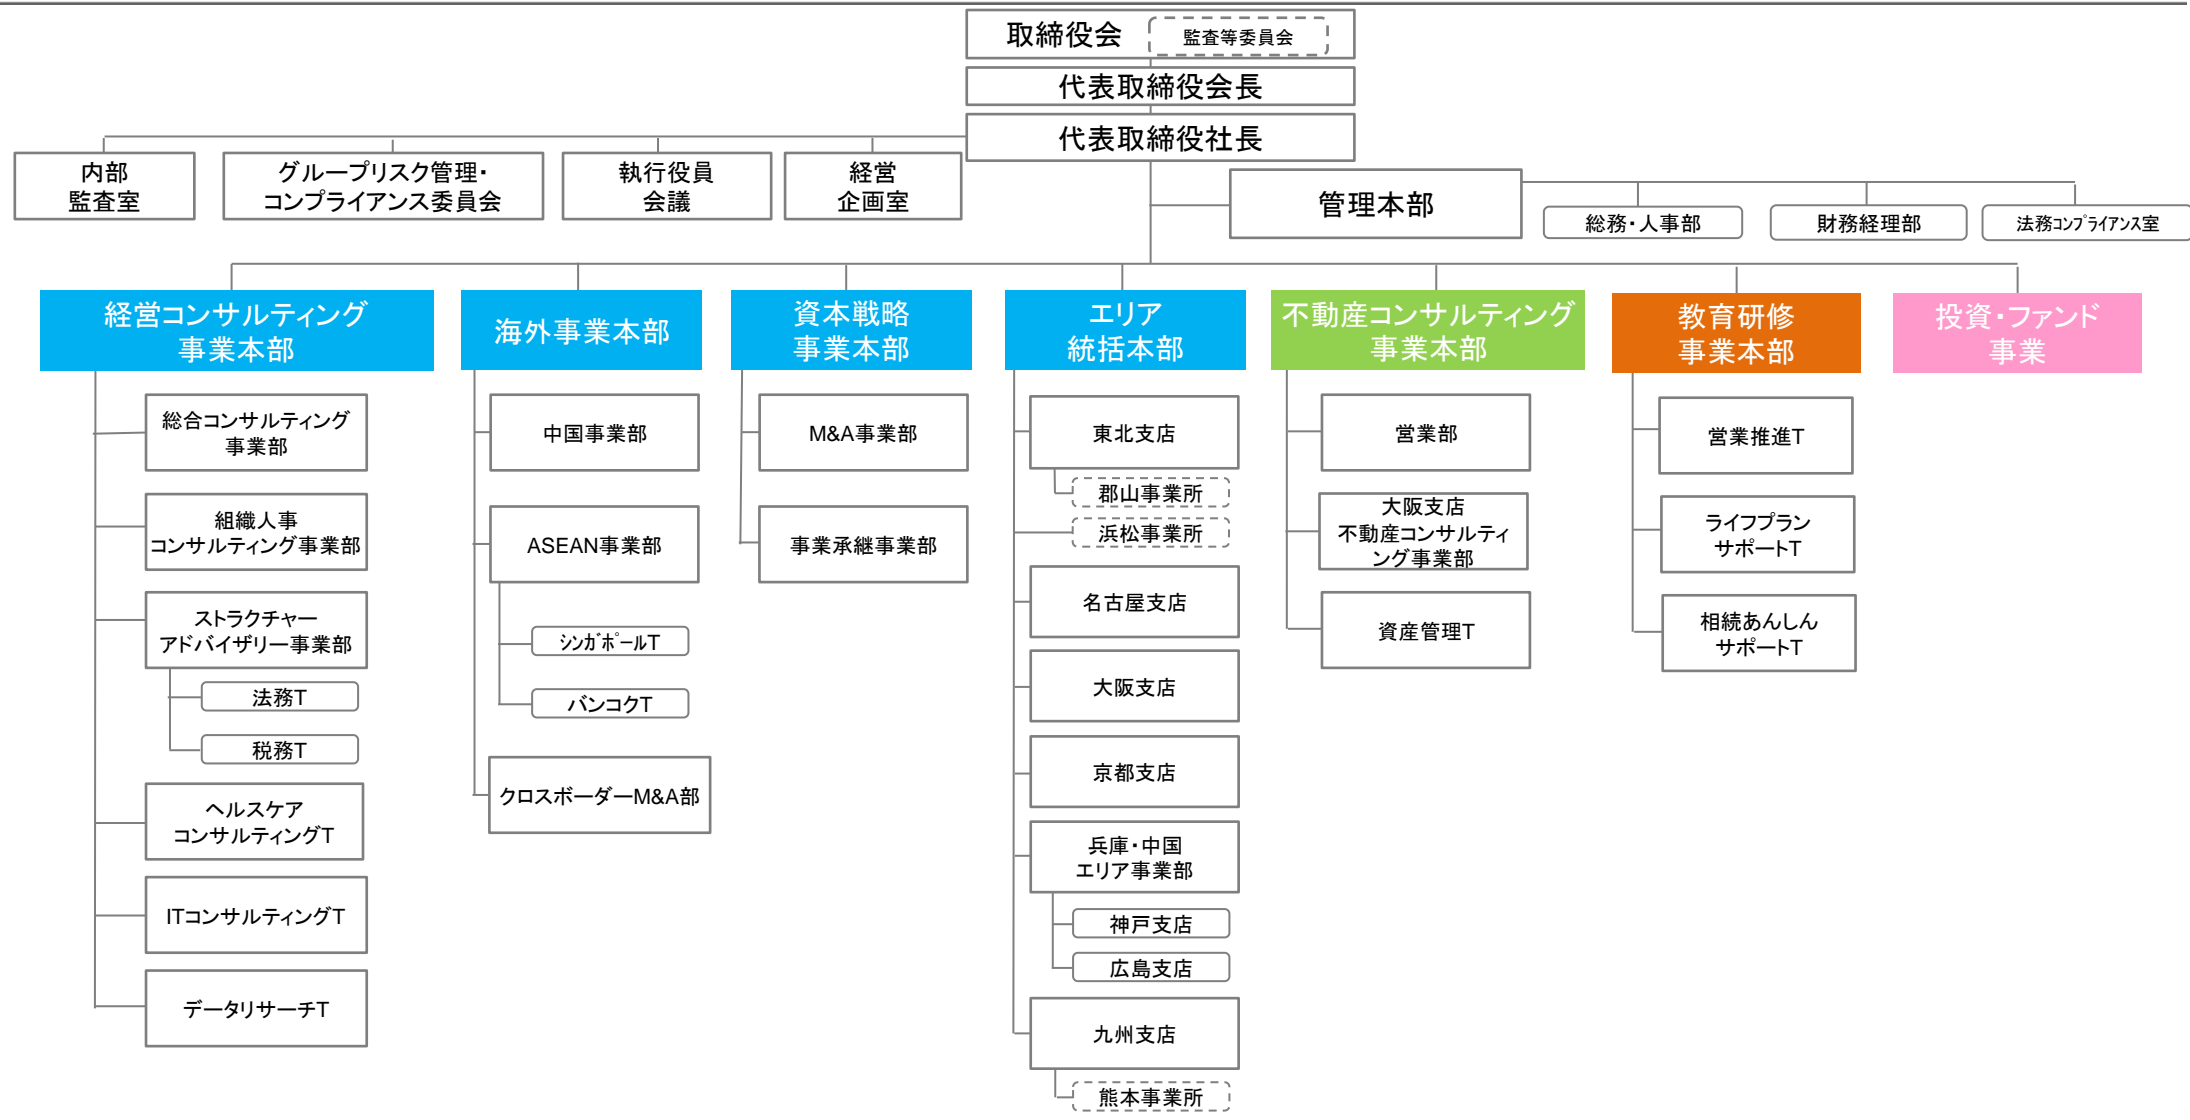 取締役会 監査等委員会
代表取締役会長
代表取締役社長
内部
監査室
グループリスク管理・
コンプライアンス委員会
執行役員
会議
経営
企画室
管理本部
総務・人事部
財務経理部
法務ｺﾝﾌﾟﾗｲｱﾝｽ室
経営コンサルティング
事業本部
総合コンサルティング
事業部
組織人事
コンサルティング事業部
ストラクチャー
アドバイザリー事業部
法務T
税務T
ヘルスケア
コンサルティングT
ITコンサルティングT
データリサーチT
海外事業本部
中国事業部
ASEAN事業部
ｼﾝｶﾞﾎﾟｰﾙT
バンコクT
クロスボーダーM&A部
資本戦略
事業本部
M&A事業部
事業承継事業部
エリア
統括本部
東北支店
郡山事業所
浜松事業所
名古屋支店
大阪支店
京都支店
兵庫・中国
エリア事業部
神戸支店
広島支店
九州支店
熊本事業所
不動産コンサルティング
事業本部
営業部
大阪支店
不動産コンサルティ
ング事業部
資産管理T
教育研修
事業本部
営業推進T
ライフプラン
サポートT
相続あんしん
サポートT
投資・ファンド
事業